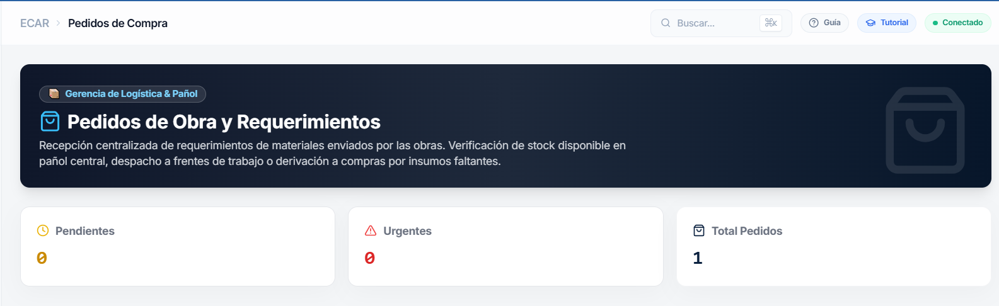 ECAR > Pedidos de Compra
Buscar...
⌘K
Guía
Tutorial
Conectado
Gerencia de Logística & Pañol
Pedidos de Obra y Requerimientos
Recepción centralizada de requerimientos de materiales enviados por las obras. Verificación de stock disponible en
pañol central, despacho a frentes de trabajo o derivación a compras por insumos faltantes.
Pendientes
0
Urgentes
0
Total Pedidos
1